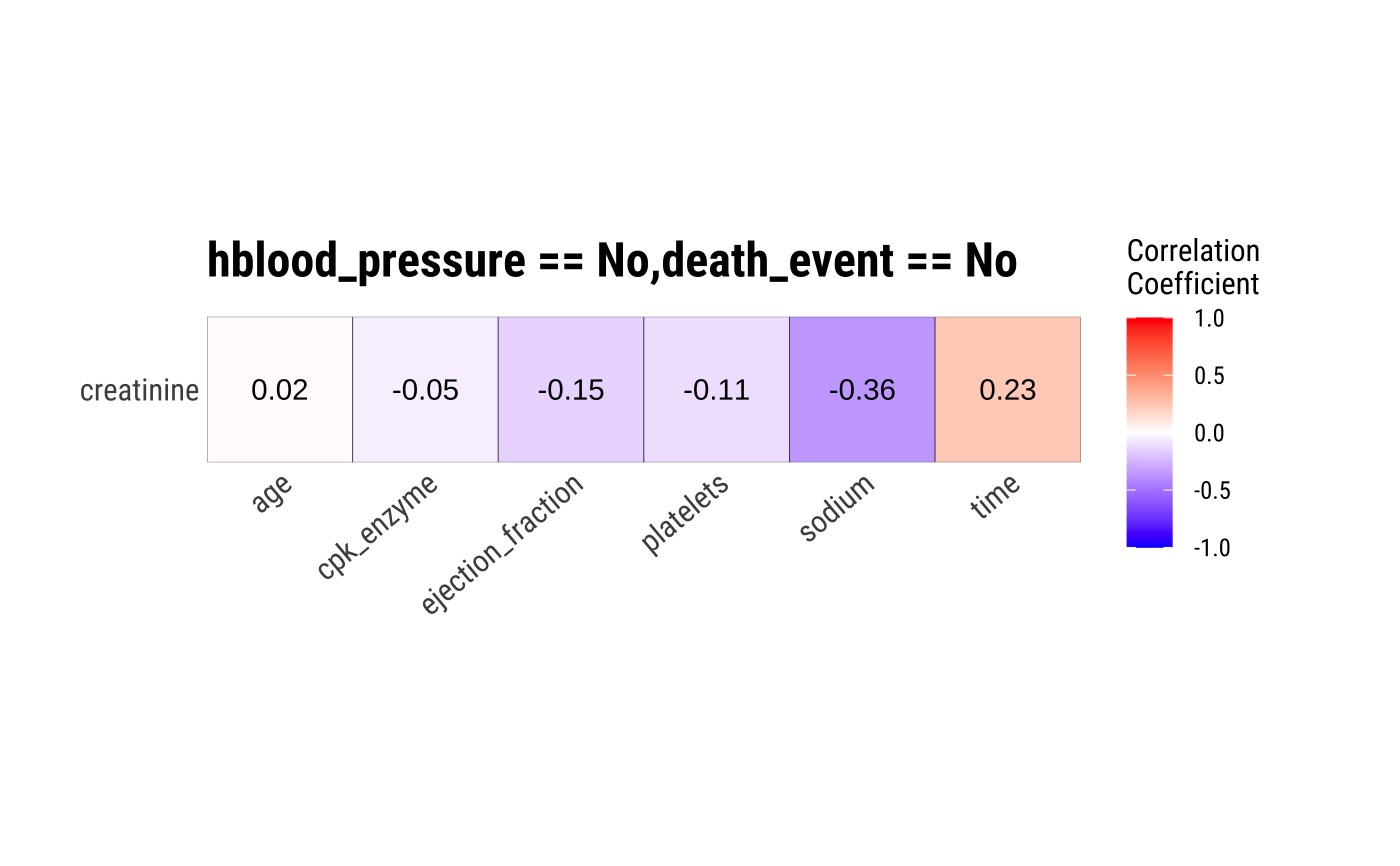 hblood_pressure == No,death_event == No
Correlation
Coefficient
1.0
0.5
0.0
-0.5
-1.0
creatinine
0.02
-0.05
-0.15
-0.11
-0.36
0.23
age
cpk_enzyme
ejection_fraction
platelets
sodium
time